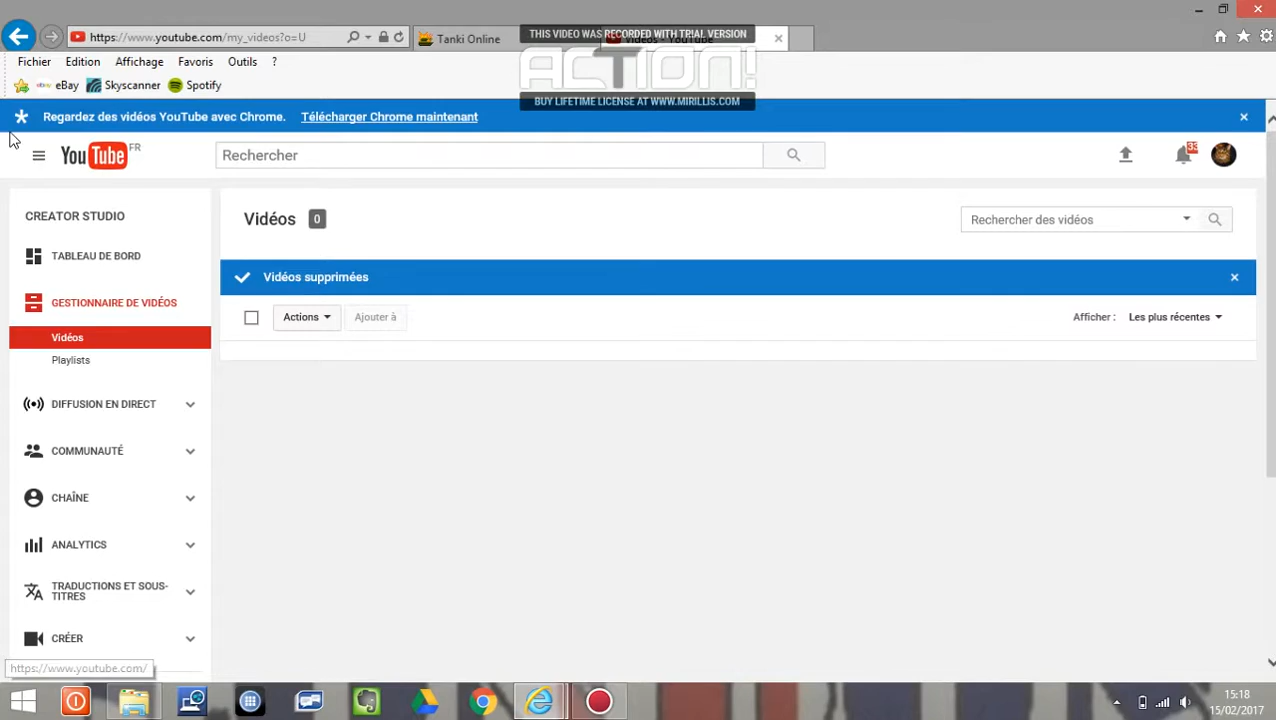 https://www.youtube.com/my_videos?o=U
Tanki Online
THIS VIDEO WAS RECORDED WITH TRIAL VERSION
ACTION!
BUY LIFETIME LICENSE AT WWW.MIRILLIS.COM
Fichier Edition Affichage Favoris Outils ?
eBay Skyscanner Spotify
Regardez des vidéos YouTube avec Chrome. Télécharger Chrome maintenant
YouTube FR
Rechercher
33
CREATOR STUDIO
TABLEAU DE BORD
GESTIONNAIRE DE VIDÉOS
Vidéos
Playlists
DIFFUSION EN DIRECT
COMMUNAUTÉ
CHAÎNE
ANALYTICS
TRADUCTIONS ET SOUS-
TITRES
CRÉER
Vidéos 0
Rechercher des vidéos
Vidéos supprimées
Actions Ajouter à
Afficher : Les plus récentes
https://www.youtube.com/
15:18
15/02/2017